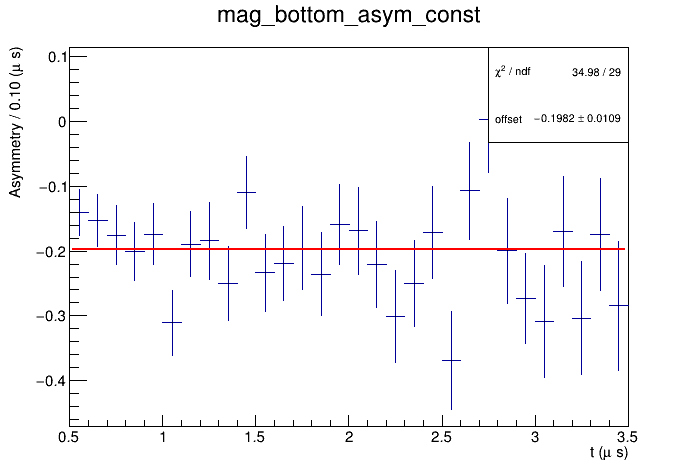 mag_bottom_asym_const
Asymmetry / 0.10 (μ s)
0.1
0
−0.1
−0.2
−0.3
−0.4
χ² / ndf 34.98 / 29
offset −0.1982 ± 0.0109
0.5 1 1.5 2 2.5 3 3.5
t (μ s)